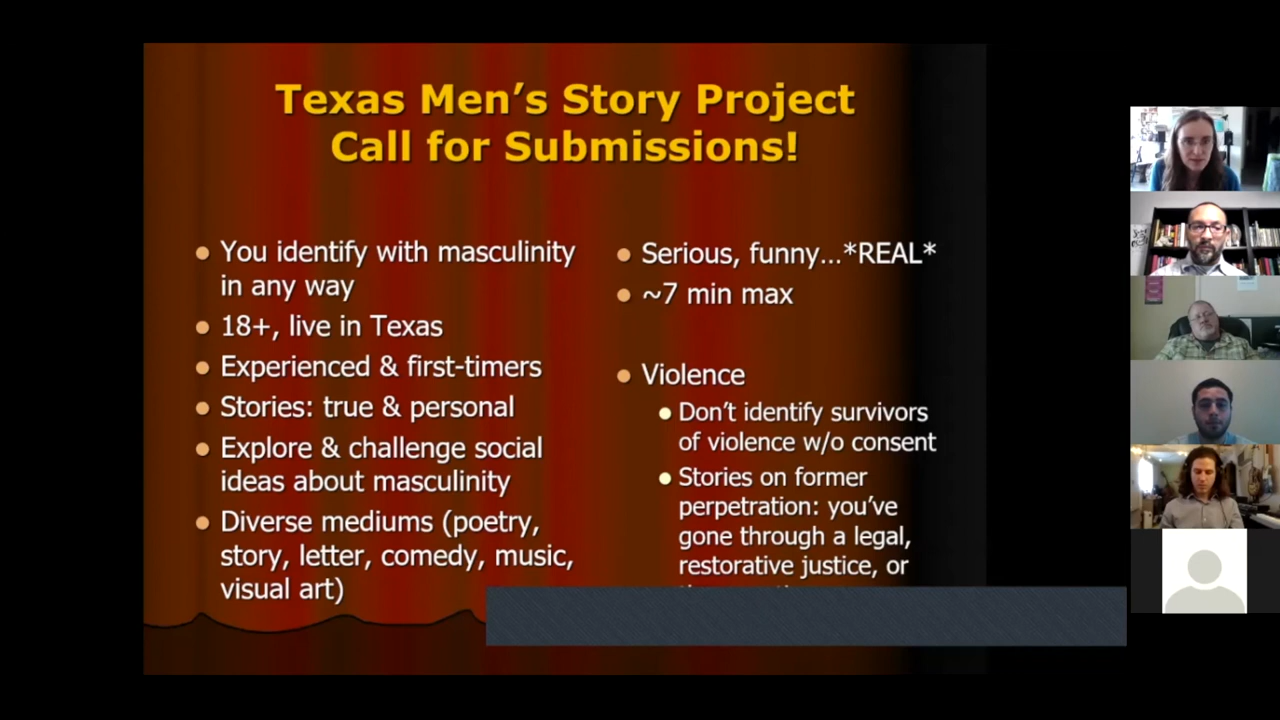 Texas Men's Story Project
Call for Submissions!
You identify with masculinity
in any way
18+, live in Texas
Experienced & first-timers
Stories: true & personal
Explore & challenge social
ideas about masculinity
Diverse mediums (poetry,
story, letter, comedy, music,
visual art)
Serious, funny...*REAL*
~7 min max
Violence
Don't identify survivors
of violence w/o consent
Stories on former
perpetration: you've
gone through a legal,
restorative justice, or